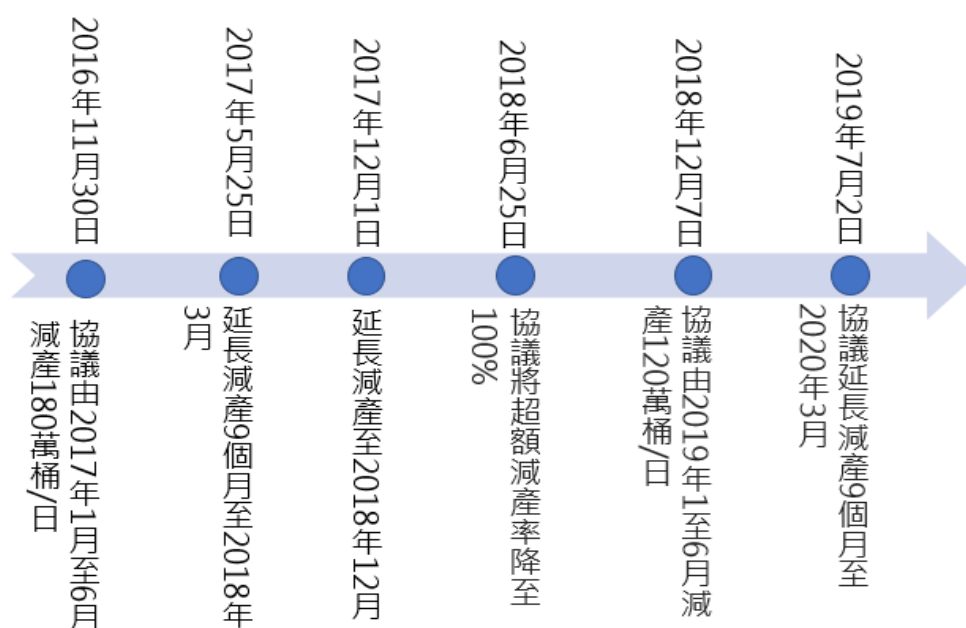 2016年11月30日
協議由2017年1月至6月
減產180萬桶/日
2017年5月25日
延長減產9個月至2018年
3月
2017年12月1日
延長減產至2018年12月
2018年6月25日
協議將超額減產率降至
100%
2018年12月7日
協議由2019年1至6月減
產120萬桶/日
2019年7月2日
協議延長減產9個月至
2020年3月